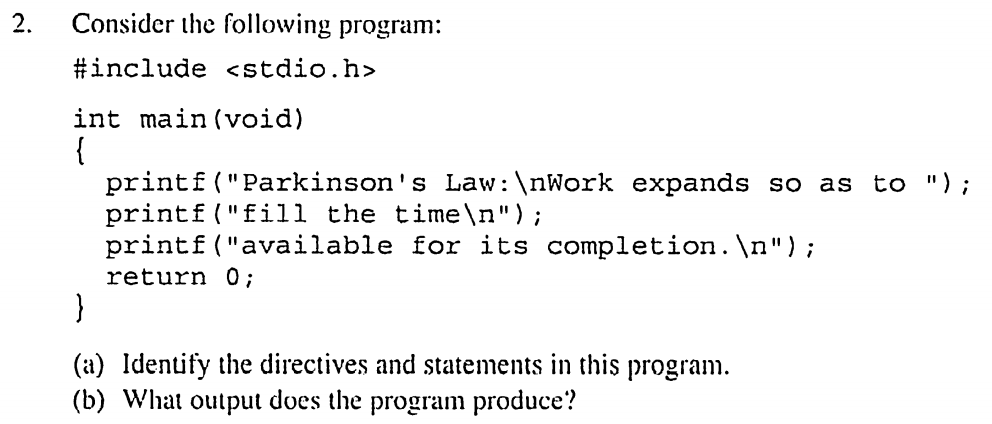 2. Consider the following program:
#include <stdio.h>
int main(void)
{
printf("Parkinson's Law:\nWork expands so as to ");
printf("fill the time\n");
printf("available for its completion.\n");
return 0;
}
(a) Identify the directives and statements in this program.
(b) What output does the program produce?